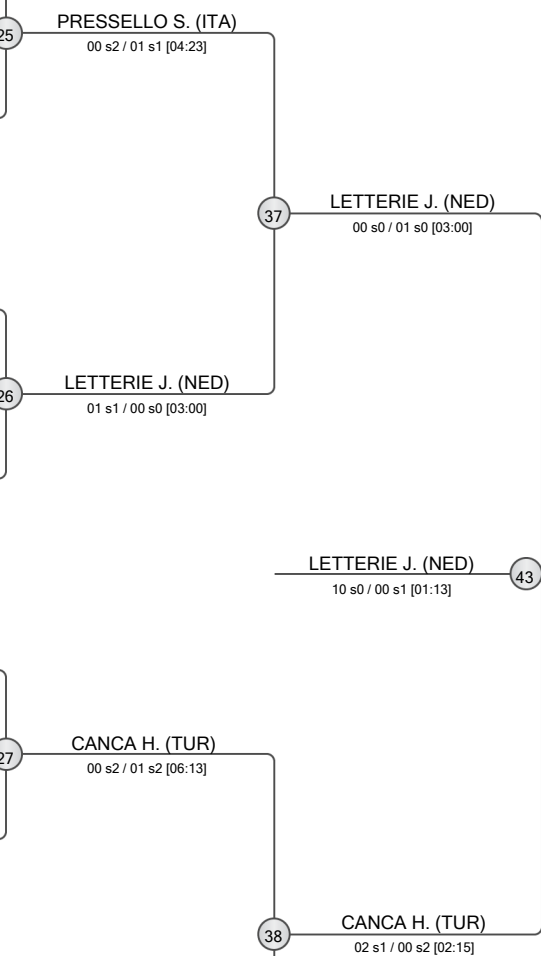 25
PRESSELLO S. (ITA)
00 s2 / 01 s1 [04:23]
37
LETTERIE J. (NED)
00 s0 / 01 s0 [03:00]
26
LETTERIE J. (NED)
01 s1 / 00 s0 [03:00]
LETTERIE J. (NED)
10 s0 / 00 s1 [01:13]
43
27
CANCA H. (TUR)
00 s2 / 01 s2 [06:13]
38
CANCA H. (TUR)
02 s1 / 00 s2 [02:15]